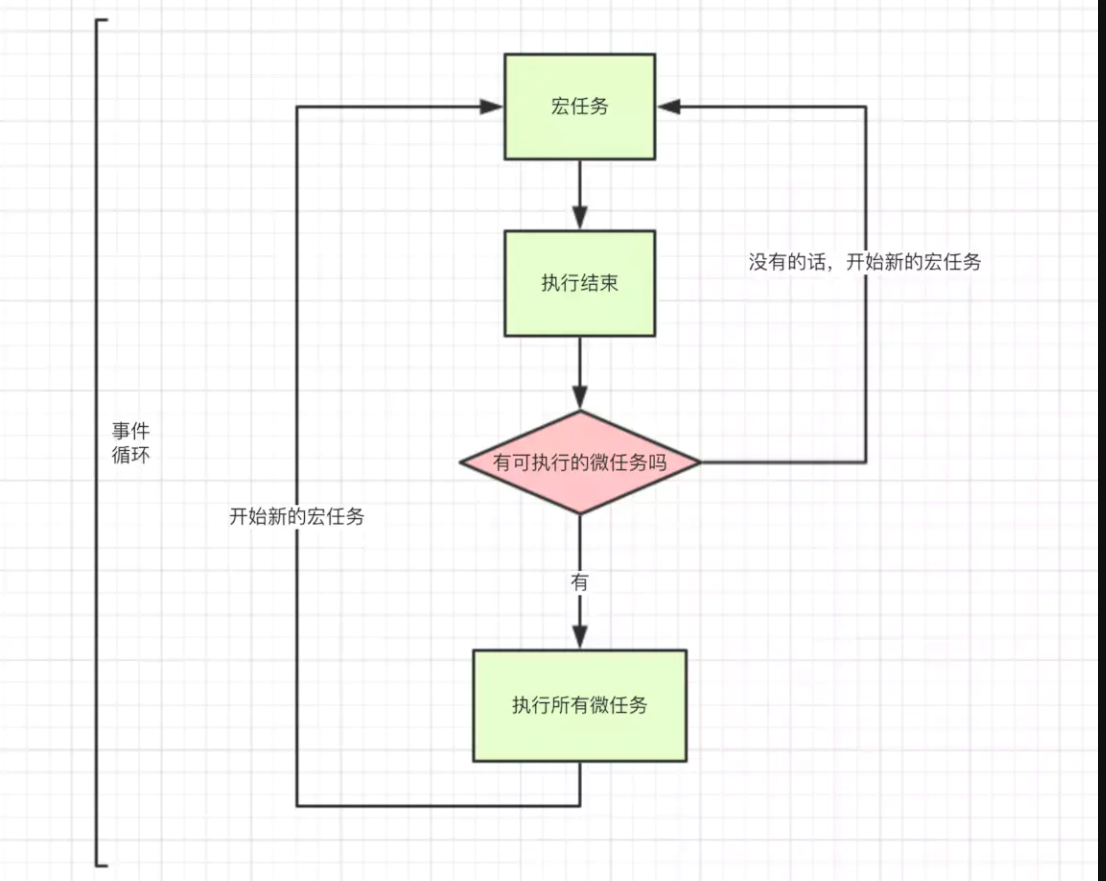 宏任务
执行结束
没有的话，开始新的宏任务
事件
循环
有可执行的微任务吗
开始新的宏任务
有
执行所有微任务